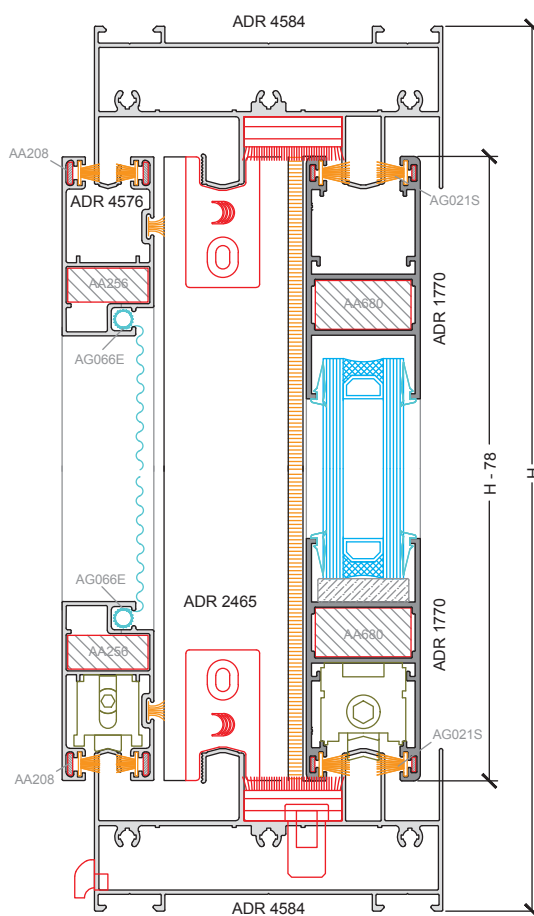 ADR 4584
AA208
ADR 4576
AG021S
AA256
AA680
ADR 1770
AG066E
H - 78
H
AG066E
ADR 2465
ADR 1770
AA256
AA680
AG021S
AA208
ADR 4584